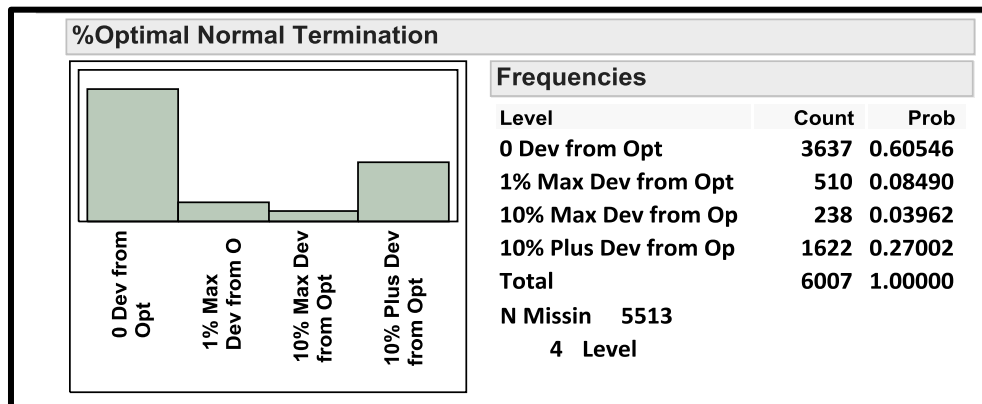 %Optimal Normal Termination
0 Dev from
Opt
1% Max
Dev from O
10% Max Dev
from Opt
10% Plus Dev
from Opt
Frequencies
Level Count Prob
0 Dev from Opt 3637 0.60546
1% Max Dev from Opt 510 0.08490
10% Max Dev from Op 238 0.03962
10% Plus Dev from Op 1622 0.27002
Total 6007 1.00000
N Missin 5513
4 Level